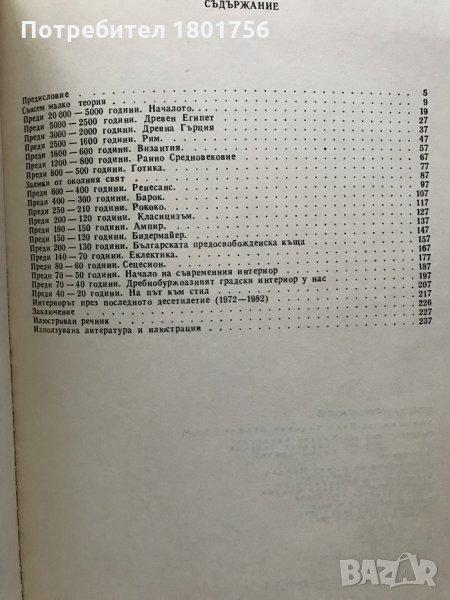 Потребител 1801756
СЪДЪРЖАНИЕ
Предисловие 5
Съвсем малко теория 9
Преди 20 000 — 5000 години. Началото. 19
Преди 5000 — 2500 години. Древен Египет 27
Преди 3000 — 2000 години. Древна Гърция 37
Преди 2500 — 1600 години. Рим. 47
Преди 1600 — 600 години. Византия. 57
Преди 1200 — 800 години. Ранно Средновековие 67
Преди 800 — 500 години. Готика. 77
Заемки от околния свят 87
Преди 600 — 400 години. Ренесанс. 97
Преди 400 — 300 години. Барок. 107
Преди 250 — 210 години. Рококо. 117
Преди 200 — 120 години. Класицизъм. 127
Преди 180 — 150 години. Ампир. 137
Преди 150 — 120 години. Бидермайер. 147
Преди 200 — 130 години. Българската предосвобожденска къща 157
Преди 140 — 70 години. Еклектика. 167
Преди 80 — 60 години. Сецесион. 177
Преди 70 — 50 години. Начало на съвременния интериор 187
Преди 70 — 40 години. Дребнобуржоазният градски интериор у нас 197
Преди 40 — 20 години. На път към стил 207
Интериорът през последното десетилетие (1972—1982) 217
Заключение 226
Илюстрован речник 227
Използувана литература и илюстрации 237
BAZAR